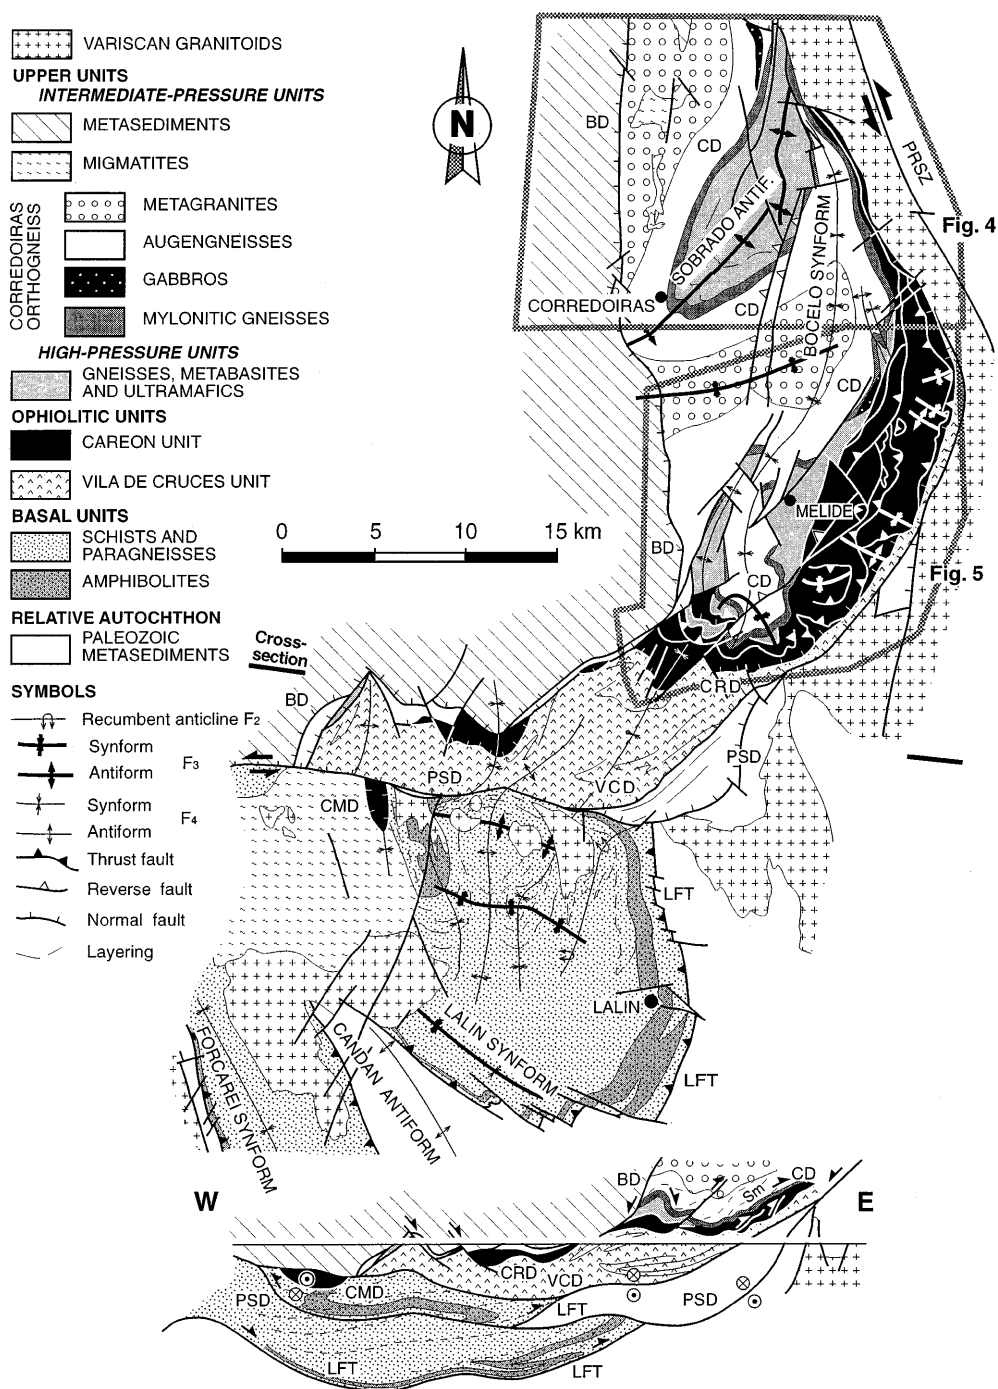 VARISCAN GRANITOIDS
UPPER UNITS
INTERMEDIATE-PRESSURE UNITS
METASEDIMENTS
MIGMATITES
CORREDOIRAS
ORTHOGNEISS
METAGRANITES
AUGENGNEISSES
GABBROS
MYLONITIC GNEISSES
HIGH-PRESSURE UNITS
GNEISSES, METABASITES
AND ULTRAMAFICS
OPHIOLITIC UNITS
CAREON UNIT
VILA DE CRUCES UNIT
BASAL UNITS
SCHISTS AND
PARAGNEISSES
AMPHIBOLITES
RELATIVE AUTOCHTHON
PALEOZOIC
METASEDIMENTS
SYMBOLS
Recumbent anticline F2
Synform
F3
Antiform
Synform
F4
Antiform
Thrust fault
Reverse fault
Normal fault
Layering
N
0 5 10 15 km
BD
CD
PRSZ
Fig. 4
SOBRADO ANTIF.
BOCELO SYNFORM
CORREDOIRAS
CD
CD
MELIDE
BD
CD
Fig. 5
Cross-
section
BD
CRD
PSD
PSD
VCD
CMD
LFT
LALIN
LALIN SYNFORM
LFT
CANDAN ANTIFORM
FORCAREI SYNFORM
W
E
BD
CD
Sm
CRD
VCD
CMD
PSD
PSD
LFT
LFT
LFT